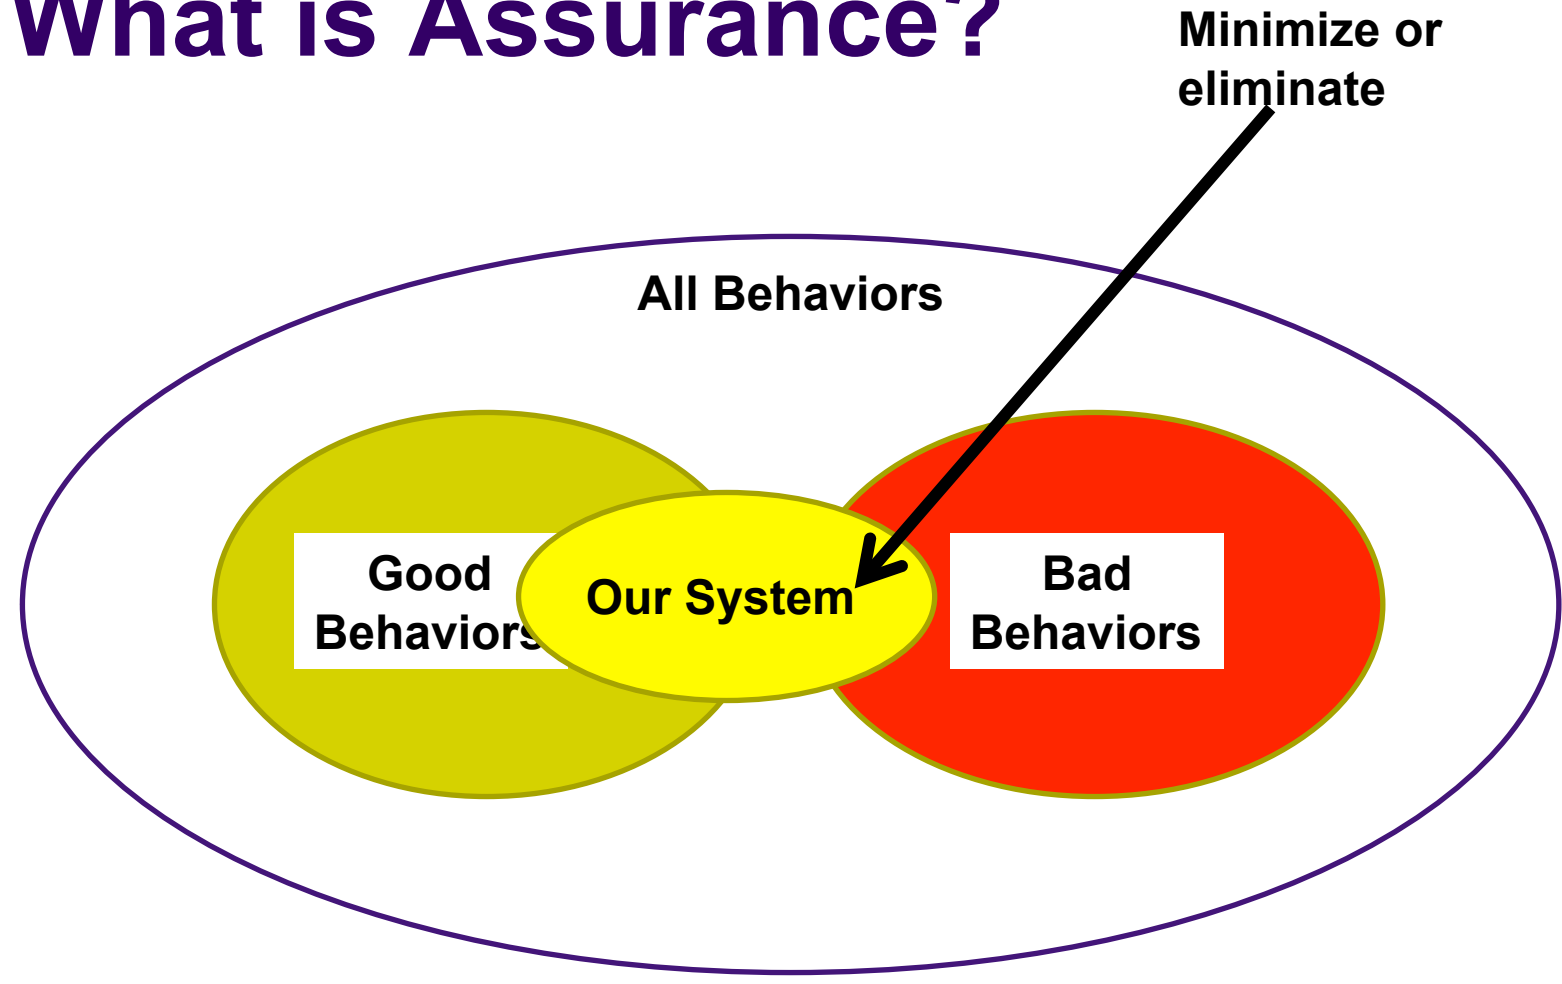 What is Assurance?
Minimize or
eliminate
All Behaviors
Good
Behaviors
Our System
Bad
Behaviors